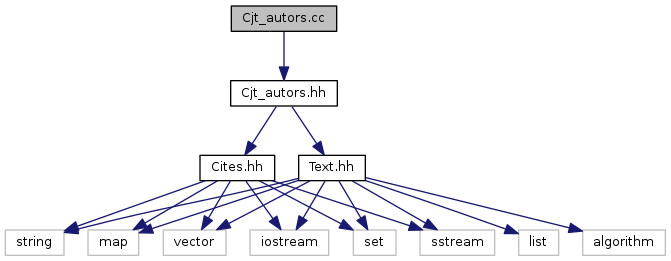 Cjt_autors.cc
Cjt_autors.hh
Cites.hh
Text.hh
string
map
vector
iostream
set
sstream
list
algorithm